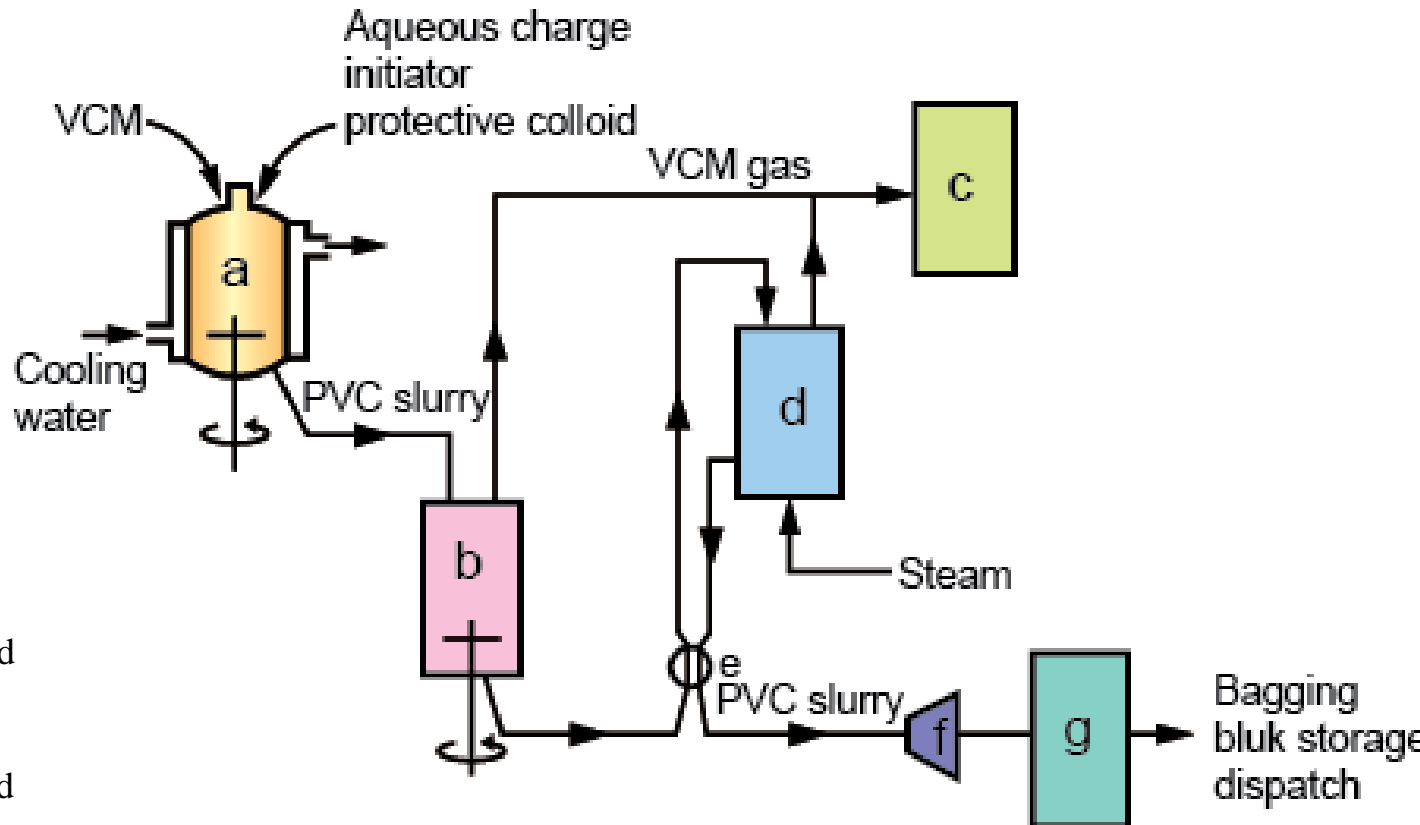 Aqueous charge
initiator
protective colloid
VCM
VCM gas
c
a
Cooling
water
PVC slurry
d
b
Steam
d
e
PVC slurry
f
g
Bagging
bluk storage
dispatch
d